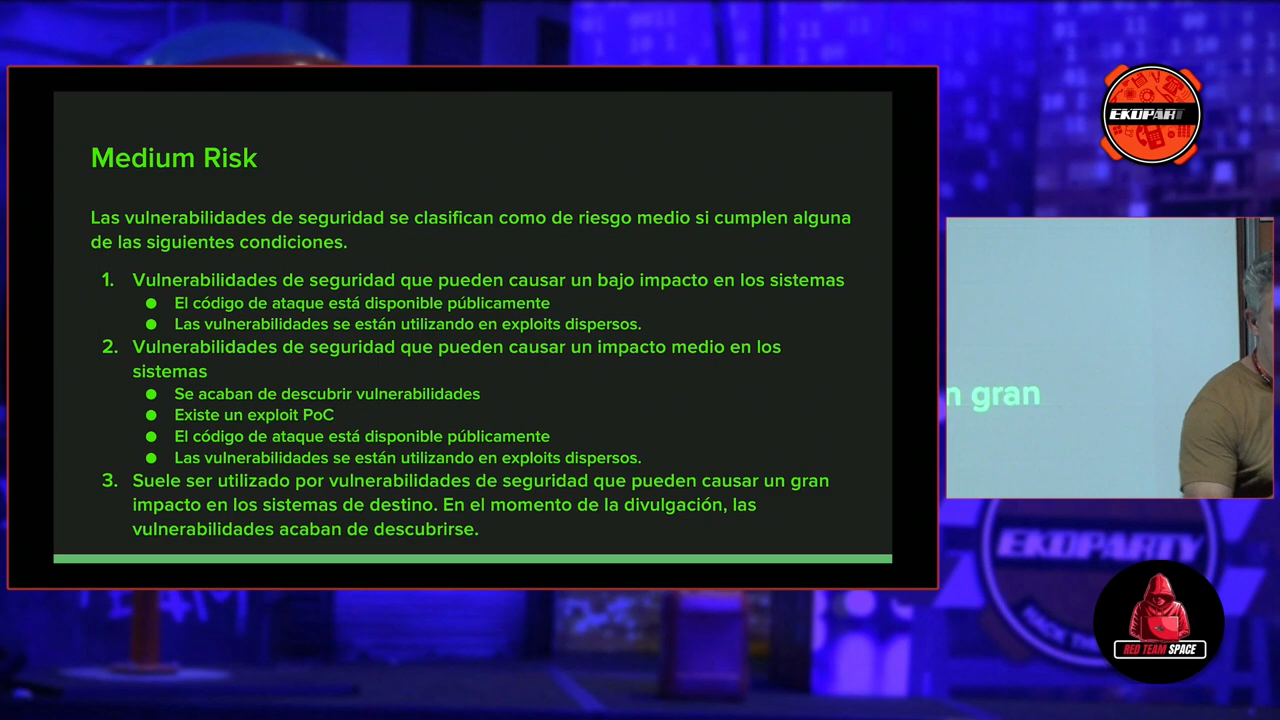 Medium Risk
Las vulnerabilidades de seguridad se clasifican como de riesgo medio si cumplen alguna
de las siguientes condiciones.
1. Vulnerabilidades de seguridad que pueden causar un bajo impacto en los sistemas
● El código de ataque está disponible públicamente
● Las vulnerabilidades se están utilizando en exploits dispersos.
2. Vulnerabilidades de seguridad que pueden causar un impacto medio en los
sistemas
● Se acaban de descubrir vulnerabilidades
● Existe un exploit PoC
● El código de ataque está disponible públicamente
● Las vulnerabilidades se están utilizando en exploits dispersos.
3. Suele ser utilizado por vulnerabilidades de seguridad que pueden causar un gran
impacto en los sistemas de destino. En el momento de la divulgación, las
vulnerabilidades acaban de descubrirse.
EKOPART
n gran
EKOPARTY
RED TEAM SPACE